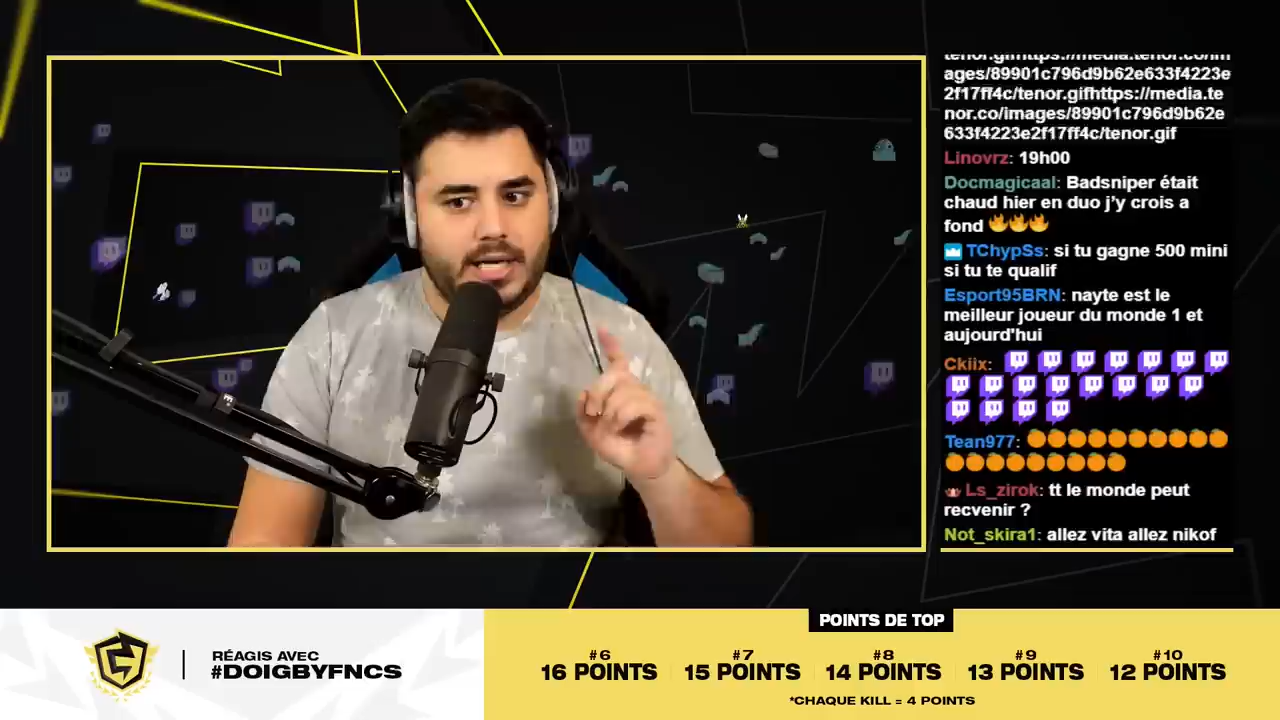 ages/89901c796d9b62e633f4223e
2f17ff4c/tenor.gifhttps://media.te
nor.co/images/89901c796d9b62e
633f4223e2f17ff4c/tenor.gif
Linovrz: 19h00
Docmagicaal: Badsniper était
chaud hier en duo j'y crois a
fond 🔥🔥🔥
TChypSs: si tu gagne 500 mini
si tu te qualif
Esport95BRN: nayte est le
meilleur joueur du monde 1 et
aujourd'hui
Ckiix:
Tean977: 🍊🍊🍊🍊🍊🍊🍊🍊🍊🍊
🍊🍊🍊🍊🍊🍊🍊🍊🍊
Ls_zirok: tt le monde peut
recvenir ?
Not_skira1: allez vita allez nikof
POINTS DE TOP
RÉAGIS AVEC
#DOIGBYFNCS
#6
16 POINTS
#7
15 POINTS
#8
14 POINTS
#9
13 POINTS
#10
12 POINTS
*CHAQUE KILL = 4 POINTS